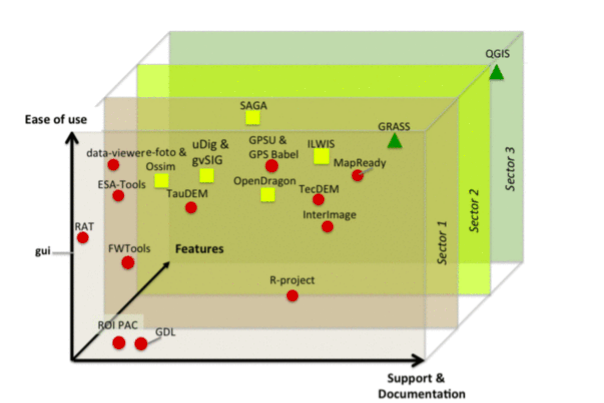 QGIS
SAGA
Ease of use
GRASS
uDig &
gvSIG
GPSU &
GPS Babel
ILWIS
data-viewer
e-foto &
Ossim
MapReady
ESA-Tools
TauDEM
OpenDragon
TecDEM
InterImage
RAT
gui
FWTools
Features
Sector 1
Sector 2
Sector 3
R-project
ROI PAC
GDL
Support &
Documentation